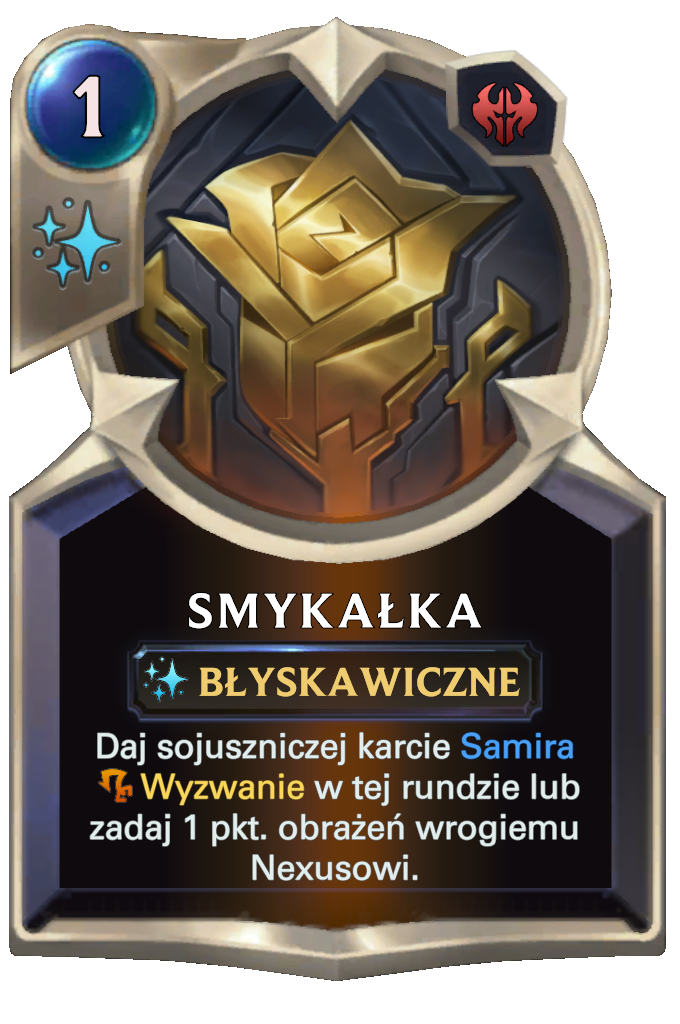 1
SMYKAŁKA
BŁYSKAWICZNE
Daj sojuszniczej karcie Samira
Wyzwanie w tej rundzie lub
zadaj 1 pkt. obrażeń wrogiemu
Nexusowi.